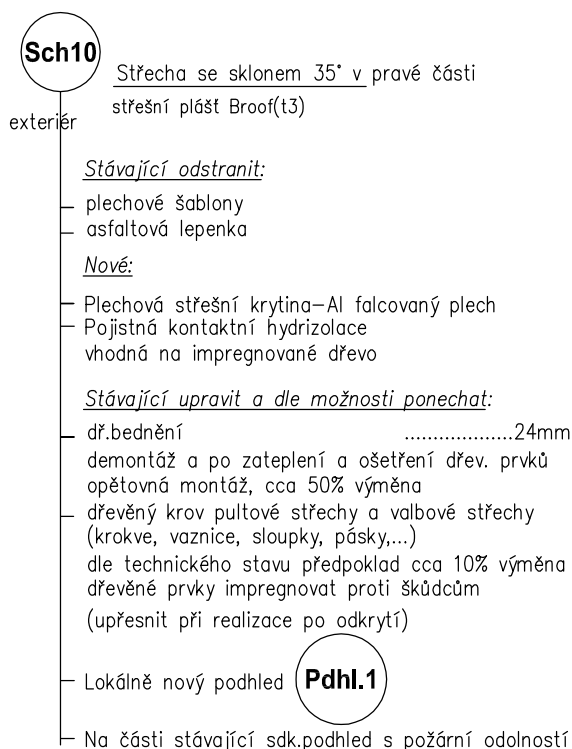 Sch10
Střecha se sklonem 35° v pravé části
střešní plášť Broof(t3)
exteriér
Stávající odstranit:
plechové šablony
asfaltová lepenka
Nové:
Plechová střešní krytina-Al falcovaný plech
Pojistná kontaktní hydrizolace
vhodná na impregnované dřevo
Stávající upravit a dle možnosti ponechat:
dř.bednění ...................24mm
demontáž a po zateplení a ošetření dřev. prvků
opětovná montáž, cca 50% výměna
dřevěný krov pultové střechy a valbové střechy
(krokve, vaznice, sloupky, pásky,...)
dle technického stavu předpoklad cca 10% výměna
dřevěné prvky impregnovat proti škůdcům
(upřesnit při realizace po odkrytí)
Lokálně nový podhled Pdhl.1
Na části stávající sdk.podhled s požární odolností